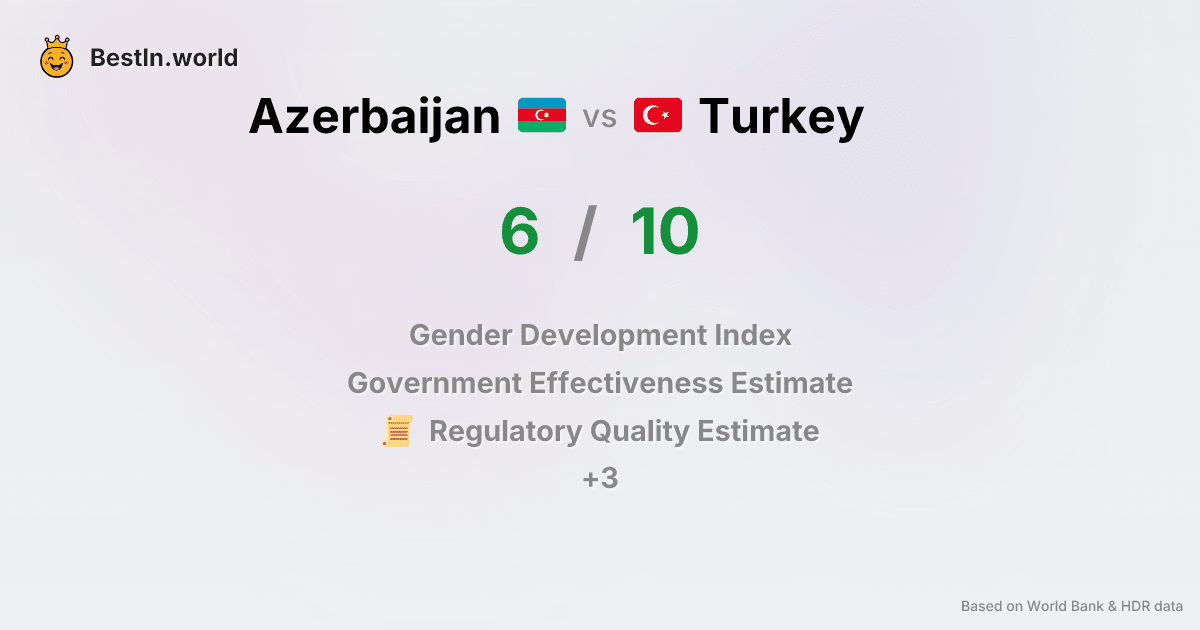 BestIn.world
Azerbaijan vs Turkey
6 / 10
Gender Development Index
Government Effectiveness Estimate
Regulatory Quality Estimate
+3
Based on World Bank & HDR data